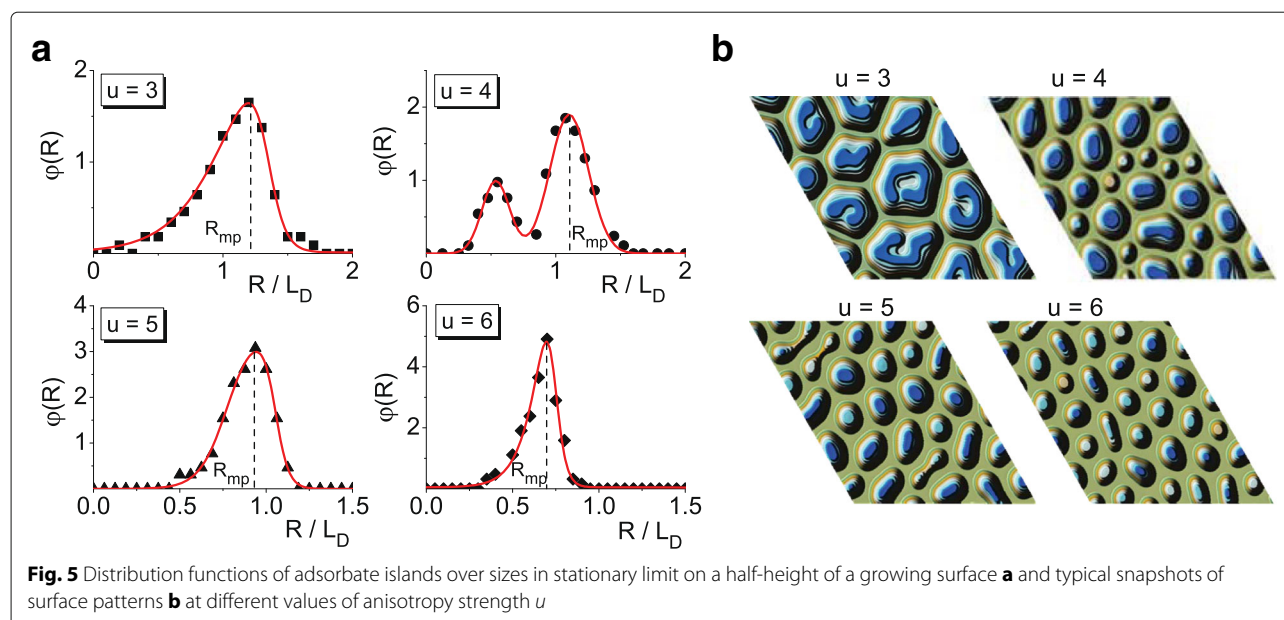 a
u = 3
φ(R)
2
1
R_mp
0 1 2
R / L_D
u = 4
φ(R)
2
1
R_mp
0 1 2
R / L_D
u = 5
φ(R)
4
3
2
1
R_mp
0.0 0.5 1.0 1.5
R / L_D
u = 6
φ(R)
6
4
2
R_mp
0.0 0.5 1.0 1.5
R / L_D
b
u = 3
u = 4
u = 5
u = 6
Fig. 5 Distribution functions of adsorbate islands over sizes in stationary limit on a half-height of a growing surface a and typical snapshots of
surface patterns b at different values of anisotropy strength u